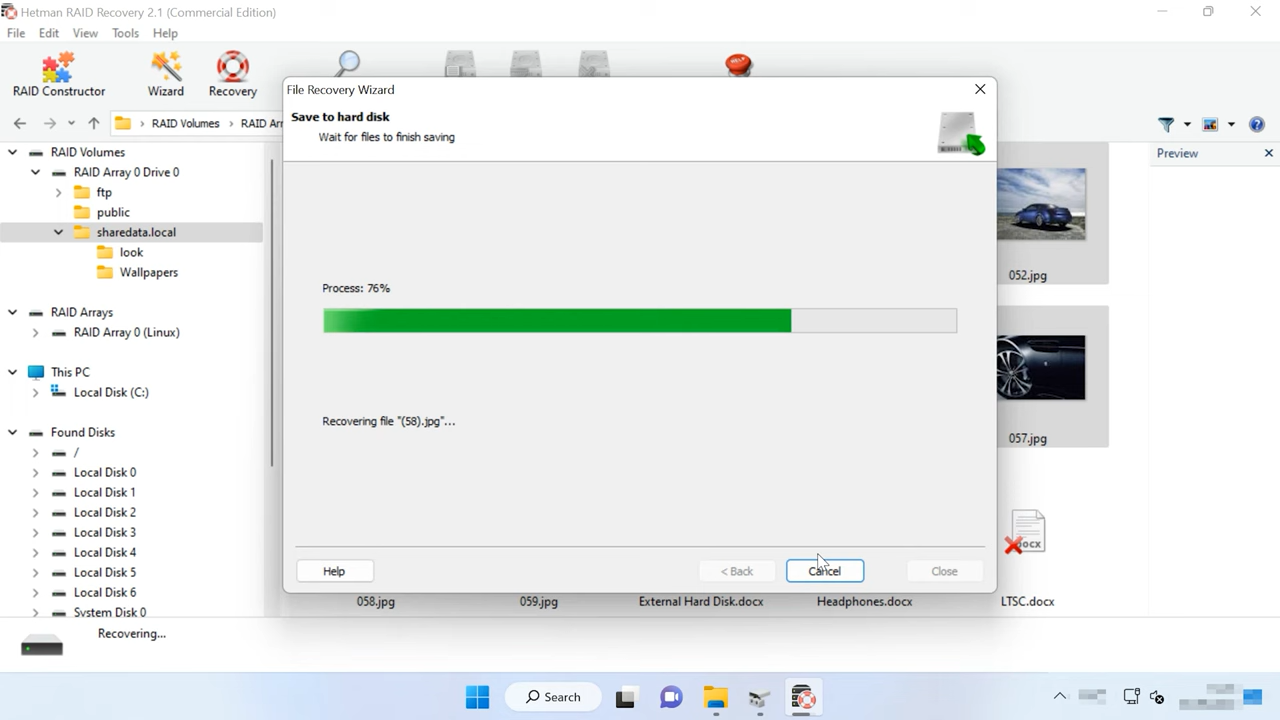 Hetman RAID Recovery 2.1 (Commercial Edition)
File Edit View Tools Help
RAID Constructor Wizard Recovery
RAID Volumes RAID Arr
RAID Volumes
RAID Array 0 Drive 0
ftp
public
sharedata.local
look
Wallpapers
RAID Arrays
RAID Array 0 (Linux)
This PC
Local Disk (C:)
Found Disks
/
Local Disk 0
Local Disk 1
Local Disk 2
Local Disk 3
Local Disk 4
Local Disk 5
Local Disk 6
System Disk 0
File Recovery Wizard
Save to hard disk
Wait for files to finish saving
Process: 76%
Recovering file "(58).jpg"...
Help < Back Cancel Close
Preview
052.jpg
057.jpg
HELP
DOCX
058.jpg 059.jpg External Hard Disk.docx Headphones.docx LTSC.docx
Recovering...
Search